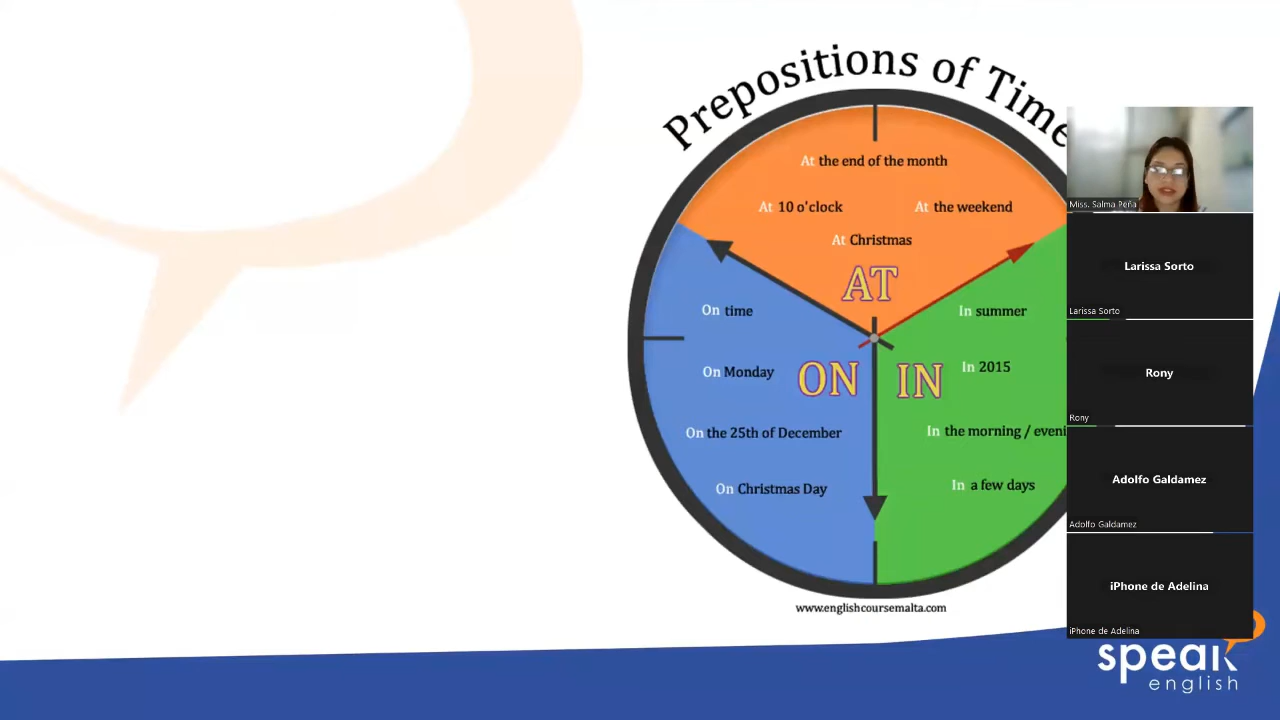 Prepositions of Time
At the end of the month
At 10 o'clock
At the weekend
At Christmas
AT
On time
On Monday
On the 25th of December
On Christmas Day
ON
IN
In summer
In 2015
In the morning / eveni
In a few days
www.englishcoursemalta.com
Miss. Salma Peña
Larissa Sorto
Larissa Sorto
Rony
Rony
Adolfo Galdamez
Adolfo Galdamez
iPhone de Adelina
iPhone de Adelina
speak
english